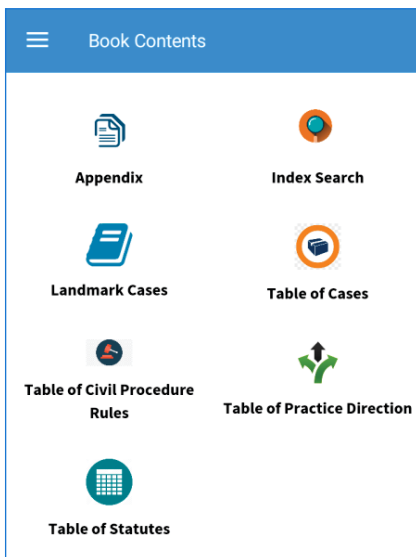 Book Contents
Appendix
Index Search
Landmark Cases
Table of Cases
Table of Civil Procedure
Rules
Table of Practice Direction
Table of Statutes